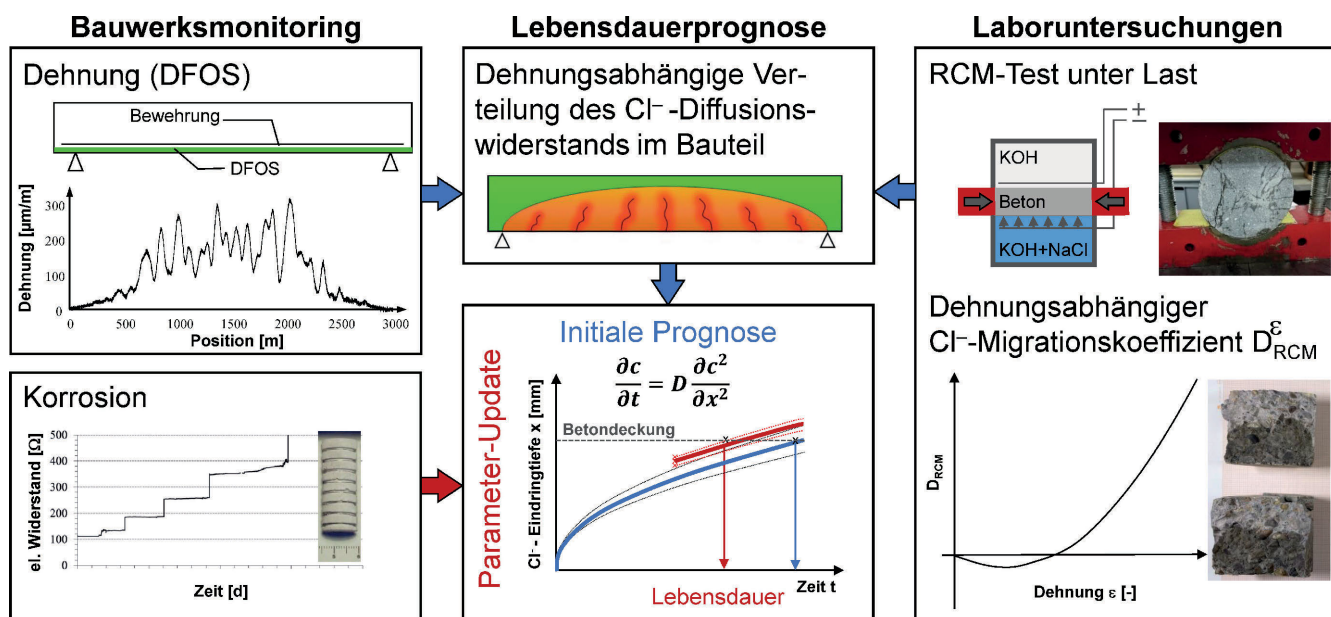 Bauwerksmonitoring
Dehnung (DFOS)
Bewehrung
DFOS
Dehnung [µm/m]
300
200
100
0
0 500 1000 1500 2000 2500 3000
Position [m]
Korrosion
el. Widerstand [Ω]
500
400
300
200
100
0
Zeit [d]
Lebensdauerprognose
Dehnungsabhängige Ver-
teilung des Cl⁻ -Diffusions-
widerstands im Bauteil
Parameter-Update
Initiale Prognose
∂c/∂t = D ∂c²/∂x²
Betondeckung
Cl⁻ - Eindringtiefe x [mm]
Zeit t
Lebensdauer
Laboruntersuchungen
RCM-Test unter Last
+
−
KOH
Beton
KOH+NaCl
Dehnungsabhängiger
Cl⁻-Migrationskoeffizient D^ε_RCM
D_RCM
Dehnung ε [-]